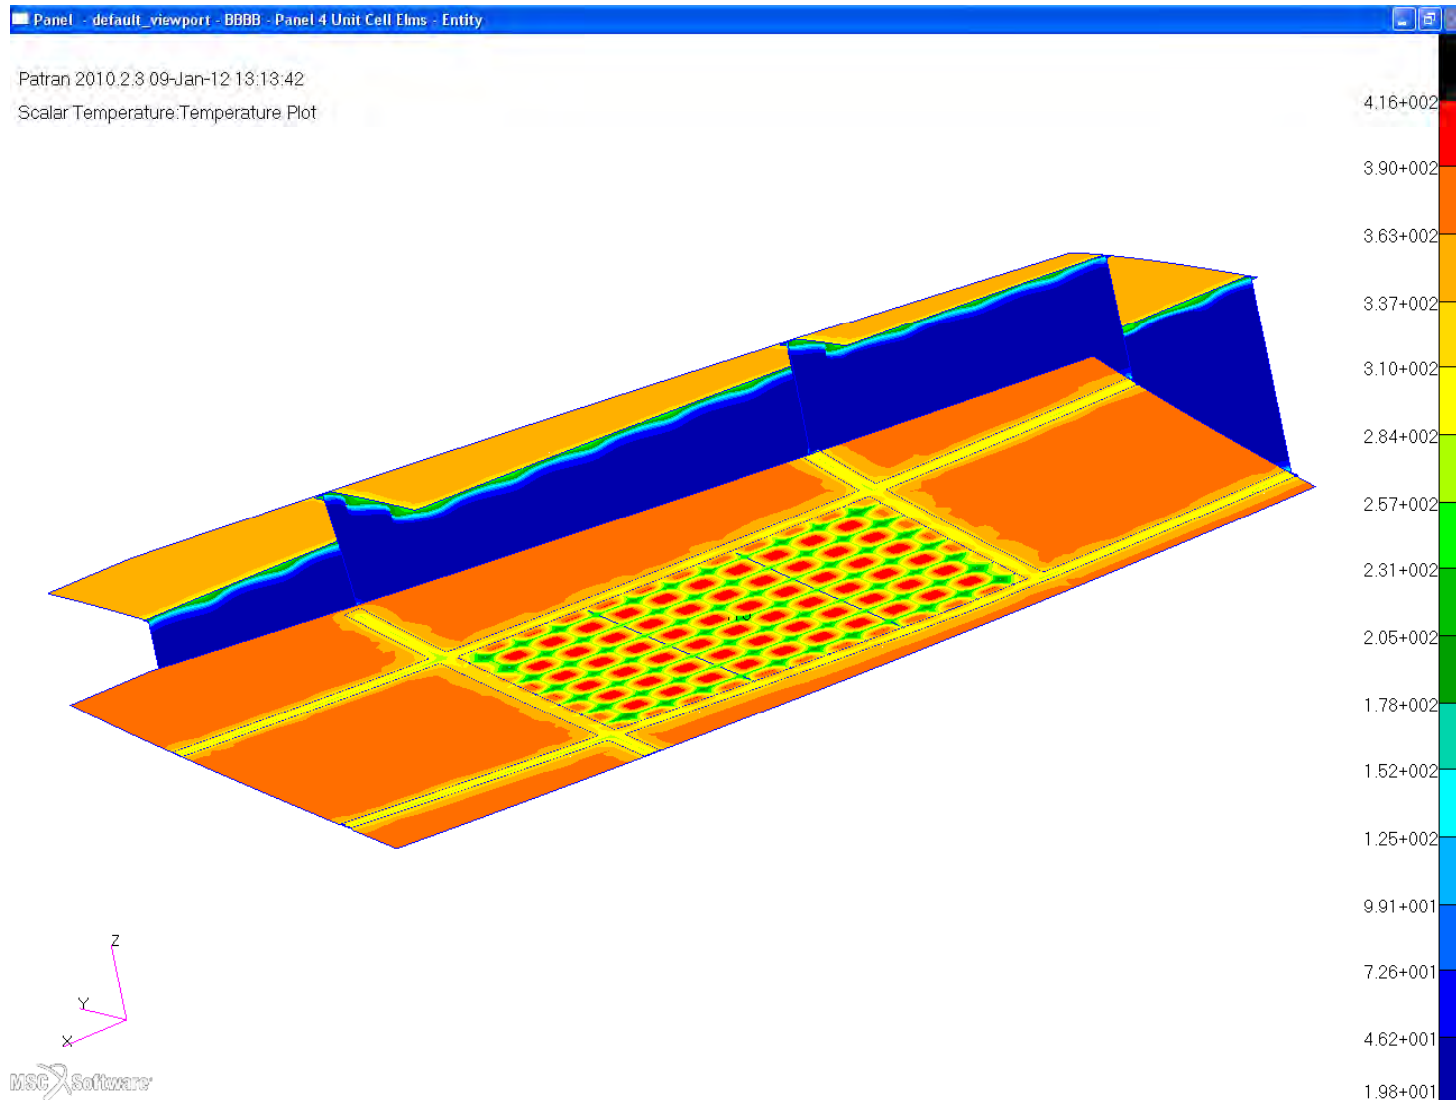 Panel - default_viewport - BBBB - Panel 4 Unit Cell Elms - Entity
Patran 2010.2.3 09-Jan-12 13:13:42
Scalar Temperature:Temperature Plot
4.16+002
3.90+002
3.63+002
3.37+002
3.10+002
2.84+002
2.57+002
2.31+002
2.05+002
1.78+002
1.52+002
1.25+002
9.91+001
7.26+001
4.62+001
1.98+001
Z
Y
X
MSC Software